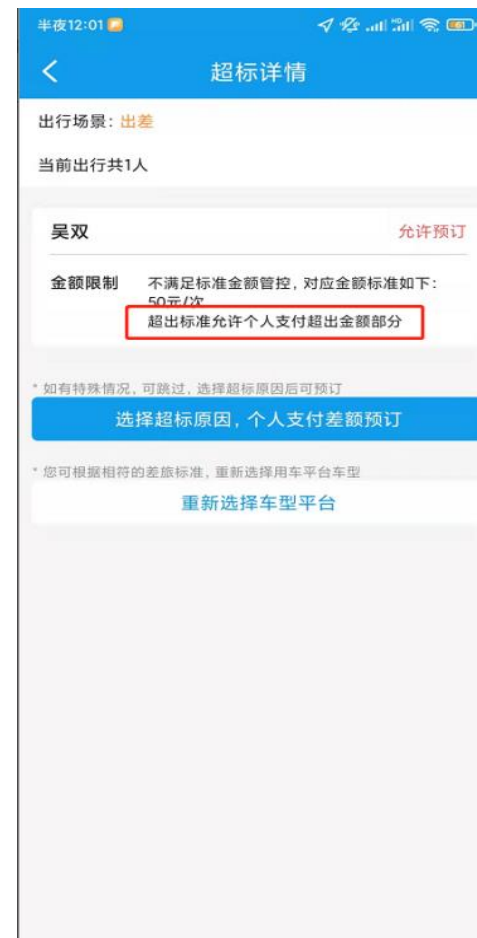 半夜12:01
超标详情
出行场景：出差
当前出行共1人
吴双
允许预订
金额限制
不满足标准金额管控，对应金额标准如下：
50元/次
超出标准允许个人支付超出金额部分
* 如有特殊情况，可跳过，选择超标原因后可预订
选择超标原因，个人支付差额预订
* 您可根据相符的差旅标准，重新选择用车平台车型
重新选择车型平台